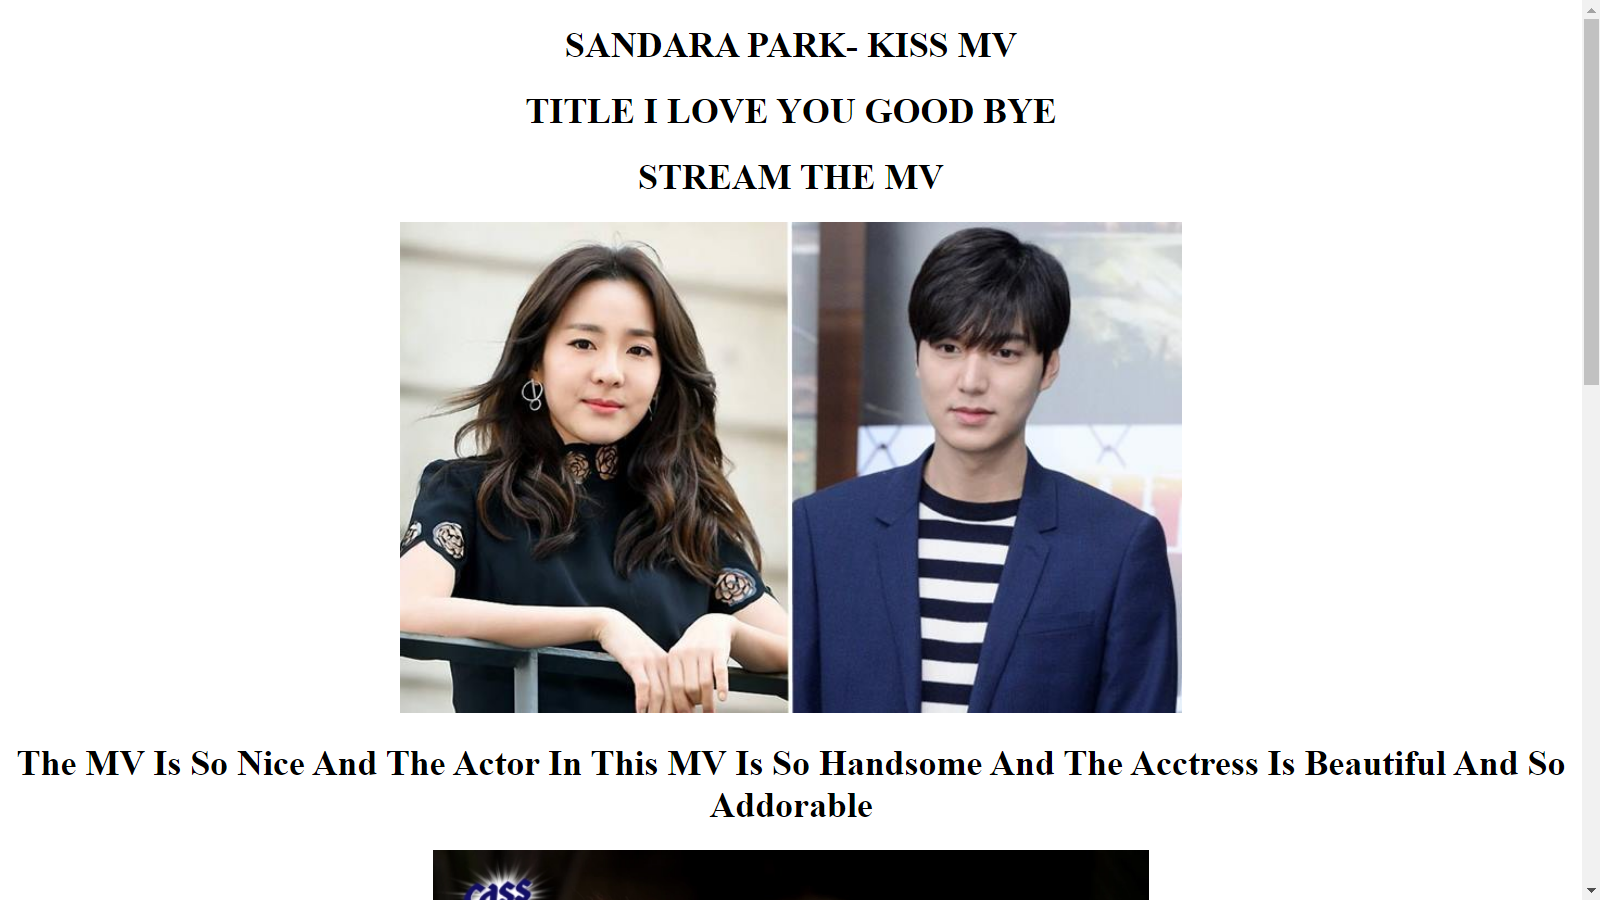 SANDARA PARK- KISS MV
TITLE I LOVE YOU GOOD BYE
STREAM THE MV
The MV Is So Nice And The Actor In This MV Is So Handsome And The Acctress Is Beautiful And So
Addorable
cass